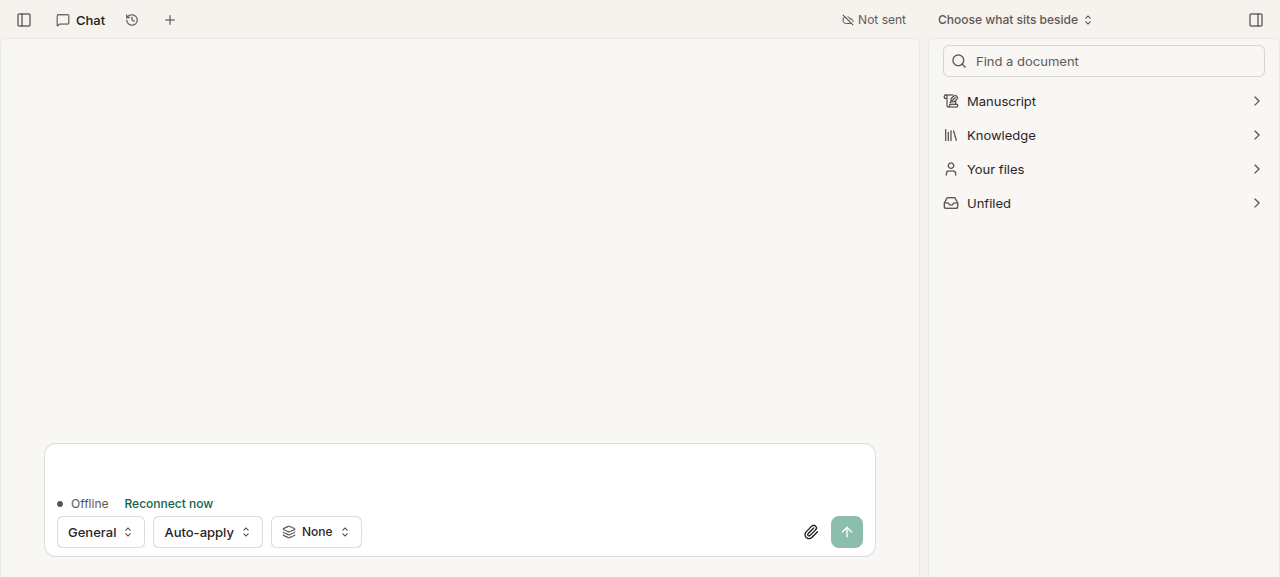 Chat
Not sent
Choose what sits beside
Find a document
Manuscript
Knowledge
Your files
Unfiled
Offline
Reconnect now
General
Auto-apply
None